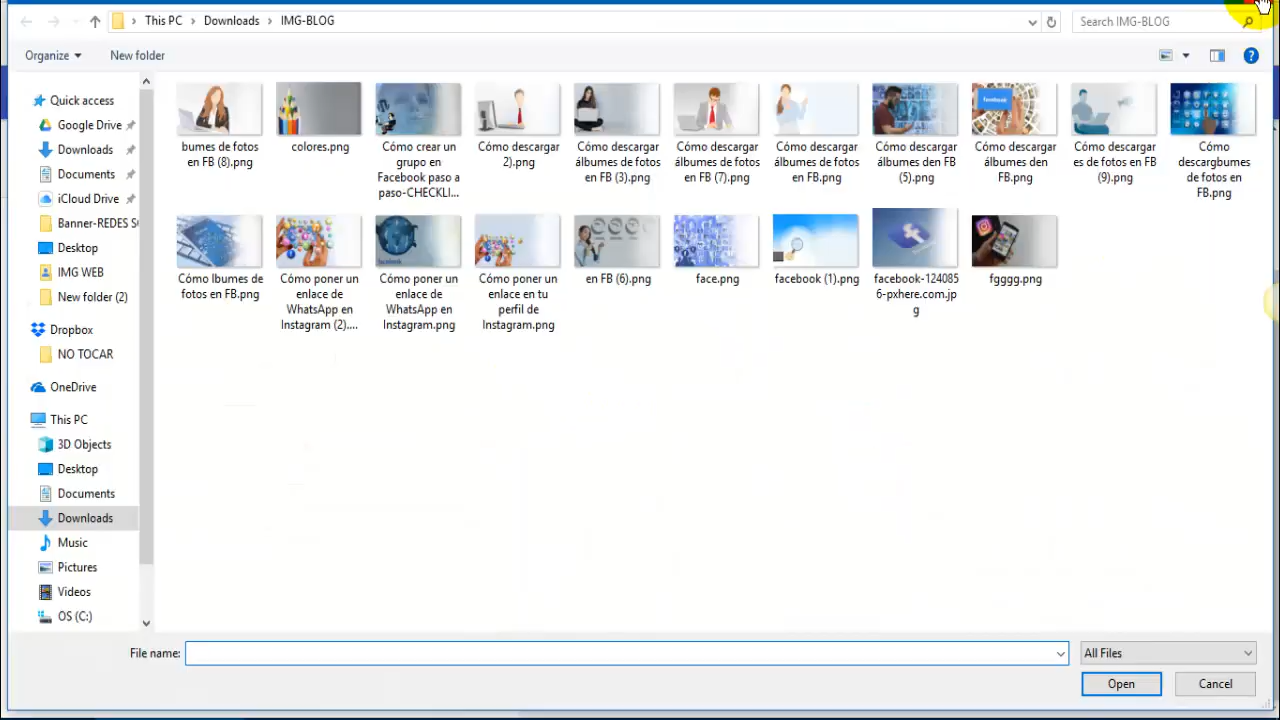 This PC > Downloads > IMG-BLOG
Search IMG-BLOG
Organize
New folder
Quick access
Google Drive
Downloads
Documents
iCloud Drive
Banner-REDES S
Desktop
IMG WEB
New folder (2)
Dropbox
NO TOCAR
OneDrive
This PC
3D Objects
Desktop
Documents
Downloads
Music
Pictures
Videos
OS (C:)
bumes de fotos
en FB (8).png
colores.png
Cómo crear un
grupo en
Facebook paso a
paso-CHECKLI...
Cómo descargar
2).png
Cómo descargar
álbumes de fotos
en FB (3).png
Cómo descargar
álbumes de fotos
en FB (7).png
Cómo descargar
álbumes de fotos
en FB.png
Cómo descargar
álbumes den FB
(5).png
facebook
Cómo descargar
álbumes den
FB.png
Cómo descargar
es de fotos en FB
(9).png
Cómo
descargbumes
de fotos en
FB.png
Cómo lbumes de
fotos en FB.png
Cómo poner un
enlace de
WhatsApp en
Instagram (2)....
facebook
Cómo poner un
enlace de
WhatsApp en
Instagram.png
Cómo poner un
enlace en tu
perfil de
Instagram.png
en FB (6).png
face.png
facebook (1).png
facebook-124085
6-pxhere.com.jp
g
fgggg.png
File name:
All Files
Open
Cancel